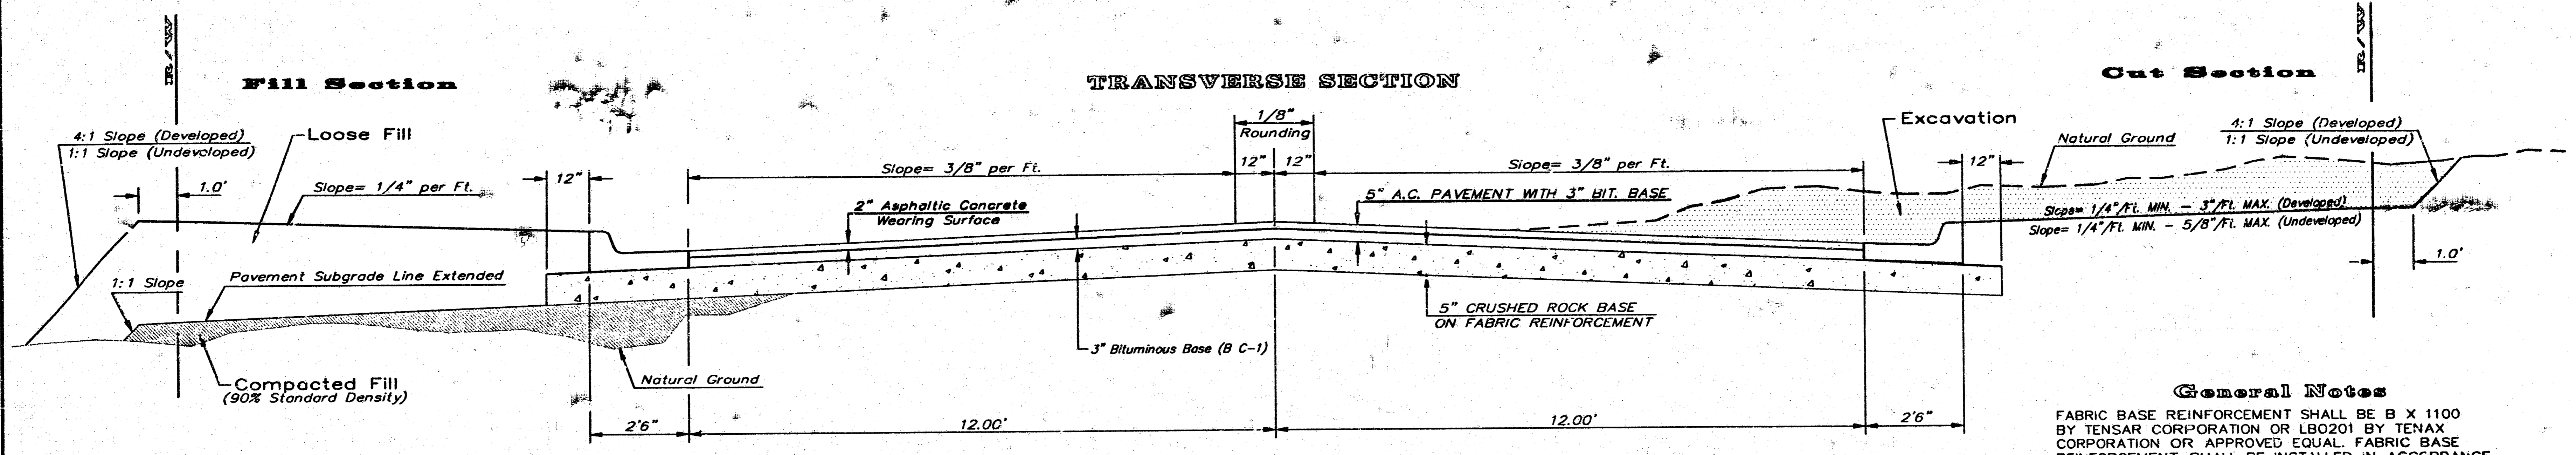 R/W
R/W
Fill Section
TRANSVERSE SECTION
Cut Section
4:1 Slope (Developed)
1:1 Slope (Undeveloped)
Loose Fill
1.0'
Slope= 1/4" per Ft.
12"
Slope= 3/8" per Ft.
1/8"
Rounding
12"
12"
Slope= 3/8" per Ft.
Excavation
Natural Ground
4:1 Slope (Developed)
1:1 Slope (Undeveloped)
12"
2" Asphaltic Concrete
Wearing Surface
5" A.C. PAVEMENT WITH 3" BIT. BASE
Slope= 1/4"/Ft. MIN. - 3"/Ft. MAX. (Developed)
Slope= 1/4"/Ft. MIN. - 5/8"/Ft. MAX. (Undeveloped)
1.0'
1:1 Slope
Pavement Subgrade Line Extended
5" CRUSHED ROCK BASE
ON FABRIC REINFORCEMENT
3" Bituminous Base (B C-1)
Compacted Fill
(90% Standard Density)
Natural Ground
2'6"
12.00'
12.00'
2'6"
General Notes
FABRIC BASE REINFORCEMENT SHALL BE B X 1100
BY TENSAR CORPORATION OR LBO201 BY TENAX
CORPORATION OR APPROVED EQUAL. FABRIC BASE
REINFORCEMENT SHALL BE INSTALLED IN ACCORDANCE